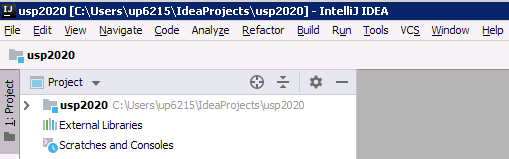 usp2020 [C:\Users\up6215\IdeaProjects\usp2020] - IntelliJ IDEA
File Edit View Navigate Code Analyze Refactor Build Run Tools VCS Window Help
usp2020
1: Project
Project
usp2020 C:\Users\up6215\IdeaProjects\usp2020
External Libraries
Scratches and Consoles